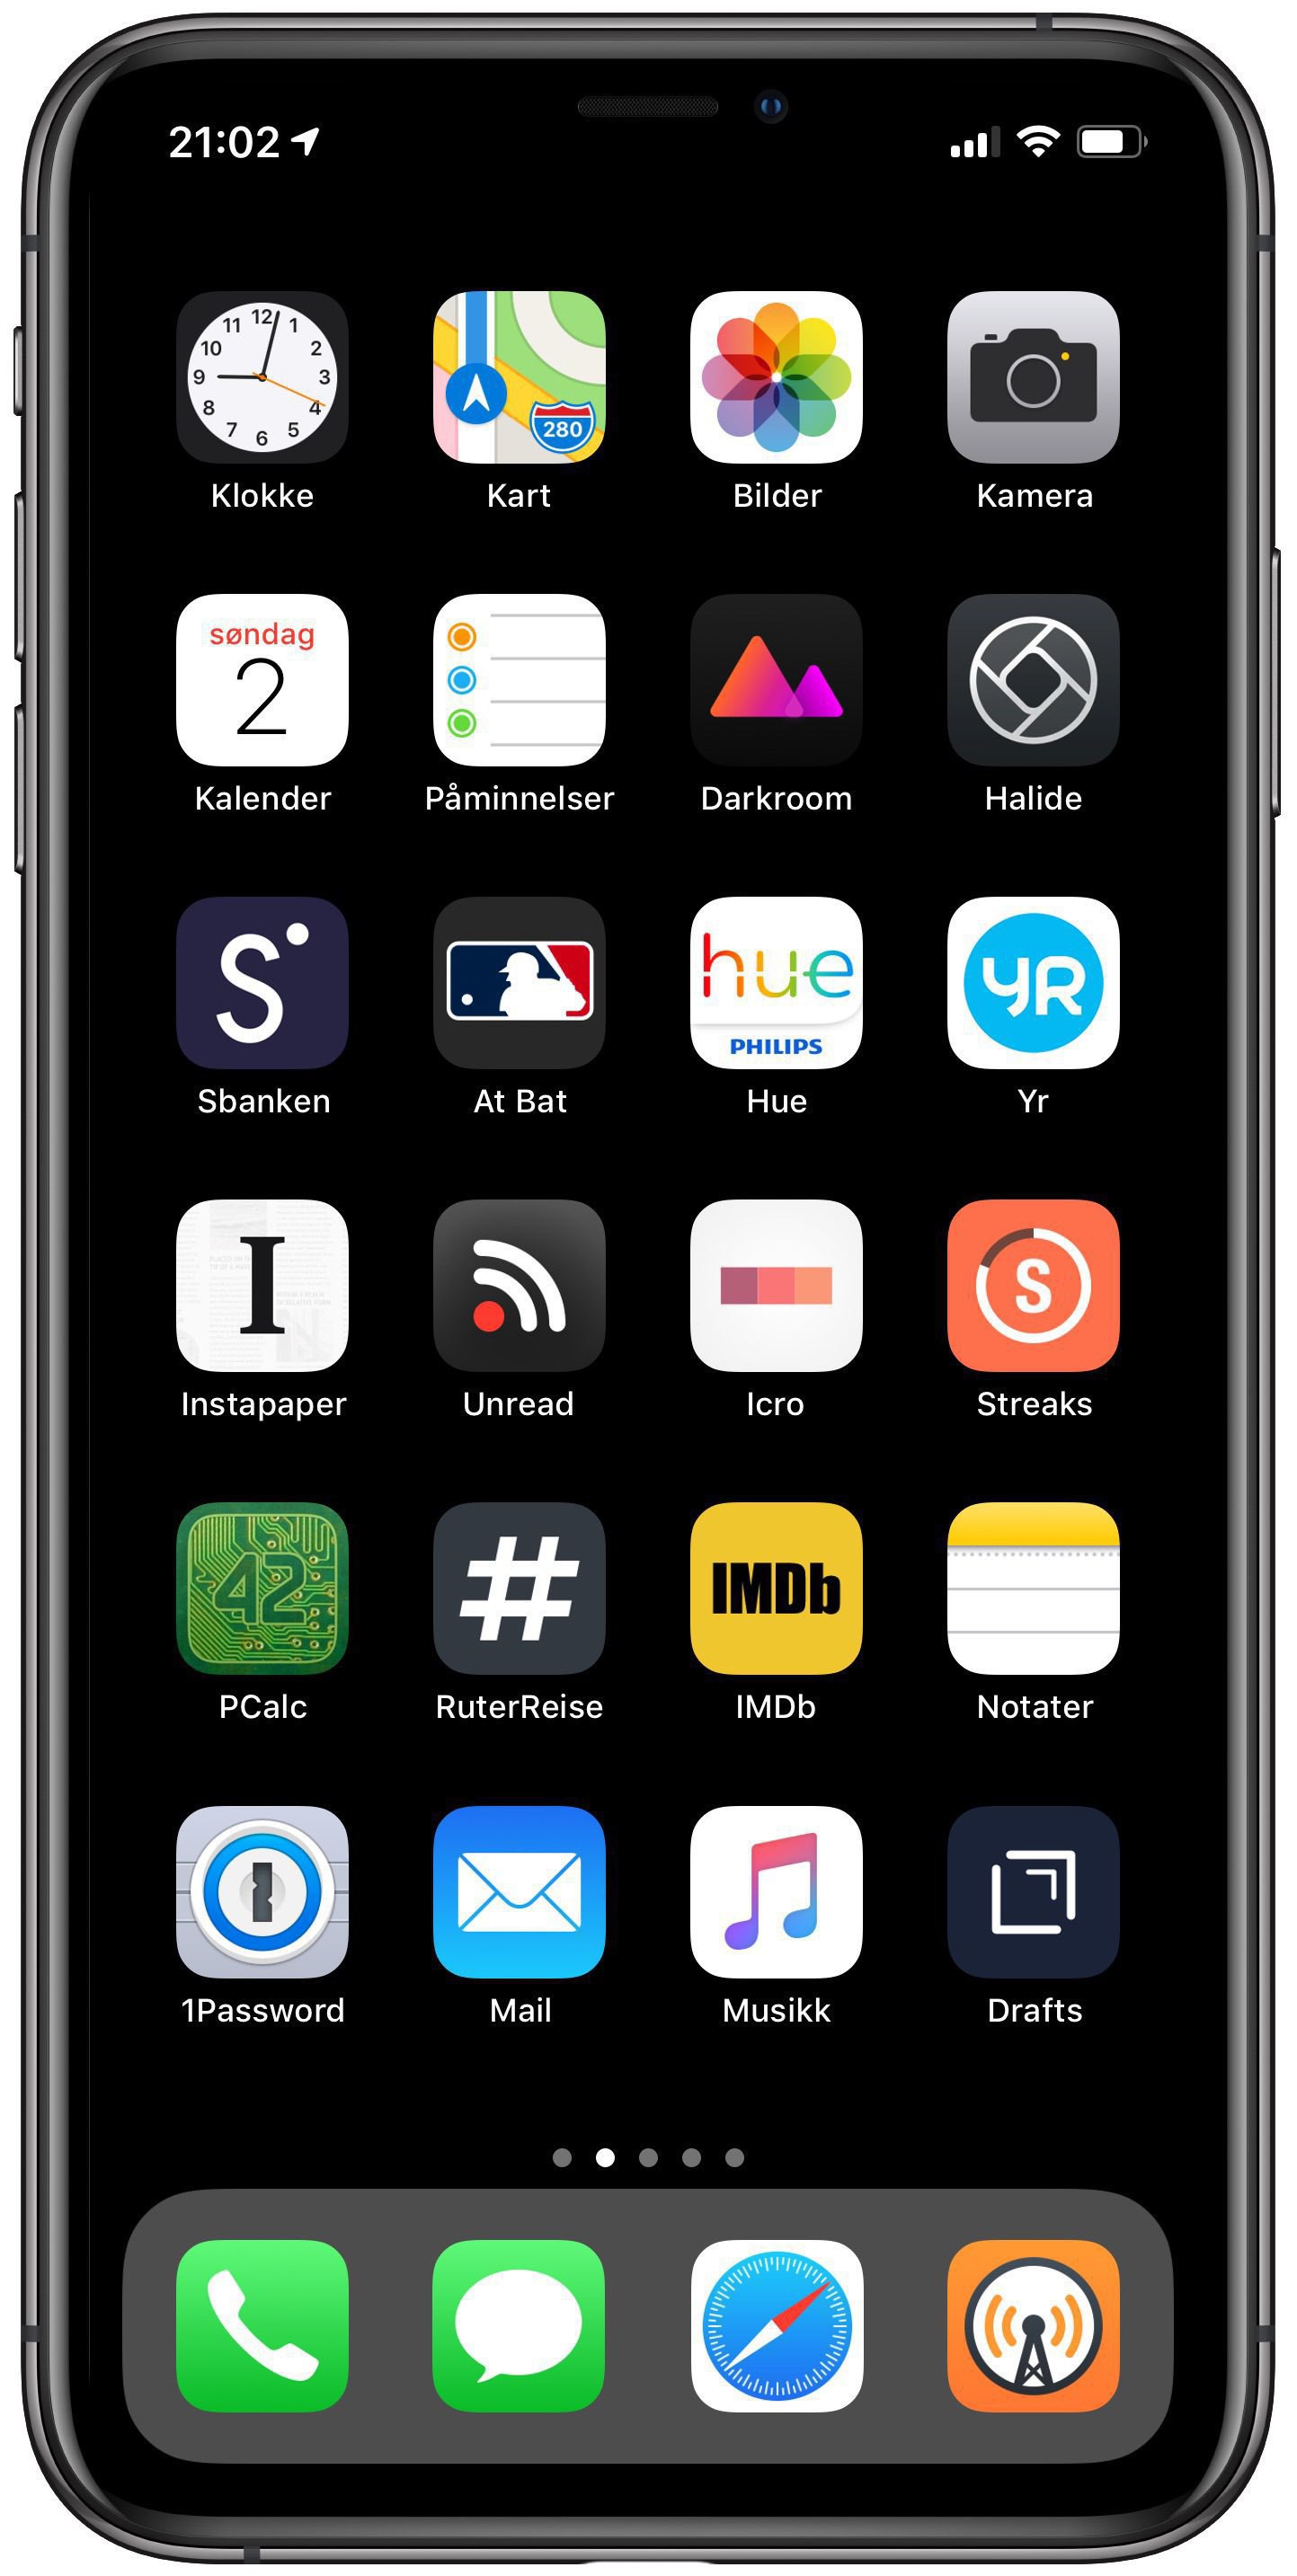 21:02
12
11 1
10 2
9 3
8 4
7 5
6
280
Klokke Kart Bilder Kamera
søndag
2
Kalender Påminnelser Darkroom Halide
S
hue
PHILIPS
YR
Sbanken At Bat Hue Yr
I
S
Instapaper Unread Icro Streaks
42
#
IMDb
PCalc RuterReise IMDb Notater
1Password Mail Musikk Drafts